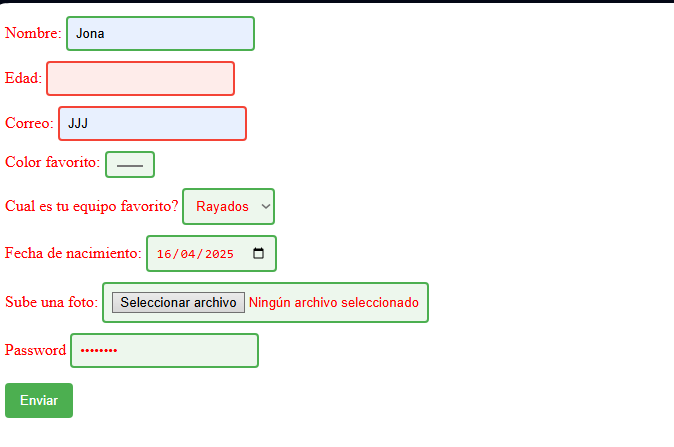 Nombre: Jona
Edad:
Correo: JJJ
Color favorito:
Cual es tu equipo favorito? Rayados
Fecha de nacimiento: 16/04/2025
Sube una foto: Seleccionar archivo Ningún archivo seleccionado
Password ••••••••
Enviar